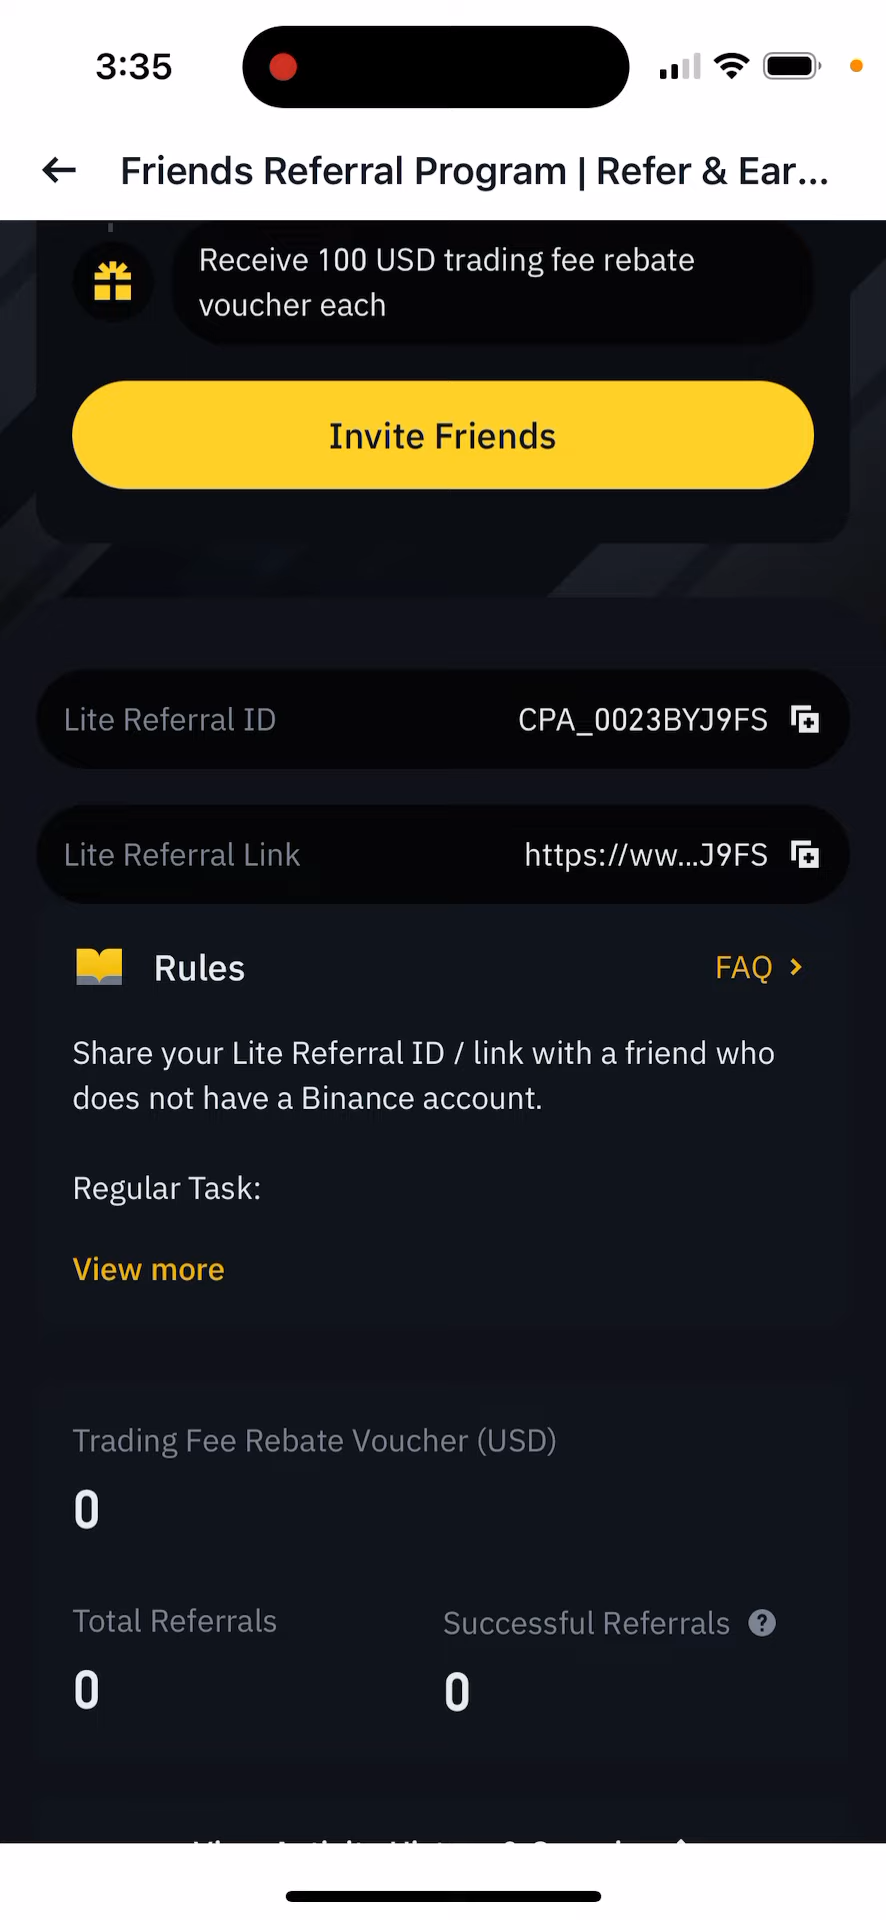 3:35
Friends Referral Program | Refer & Ear...
Receive 100 USD trading fee rebate
voucher each
Invite Friends
Lite Referral ID CPA_0023BYJ9FS
Lite Referral Link https://ww...J9FS
Rules FAQ
Share your Lite Referral ID / link with a friend who
does not have a Binance account.
Regular Task:
View more
Trading Fee Rebate Voucher (USD)
0
Total Referrals Successful Referrals ?
0 0